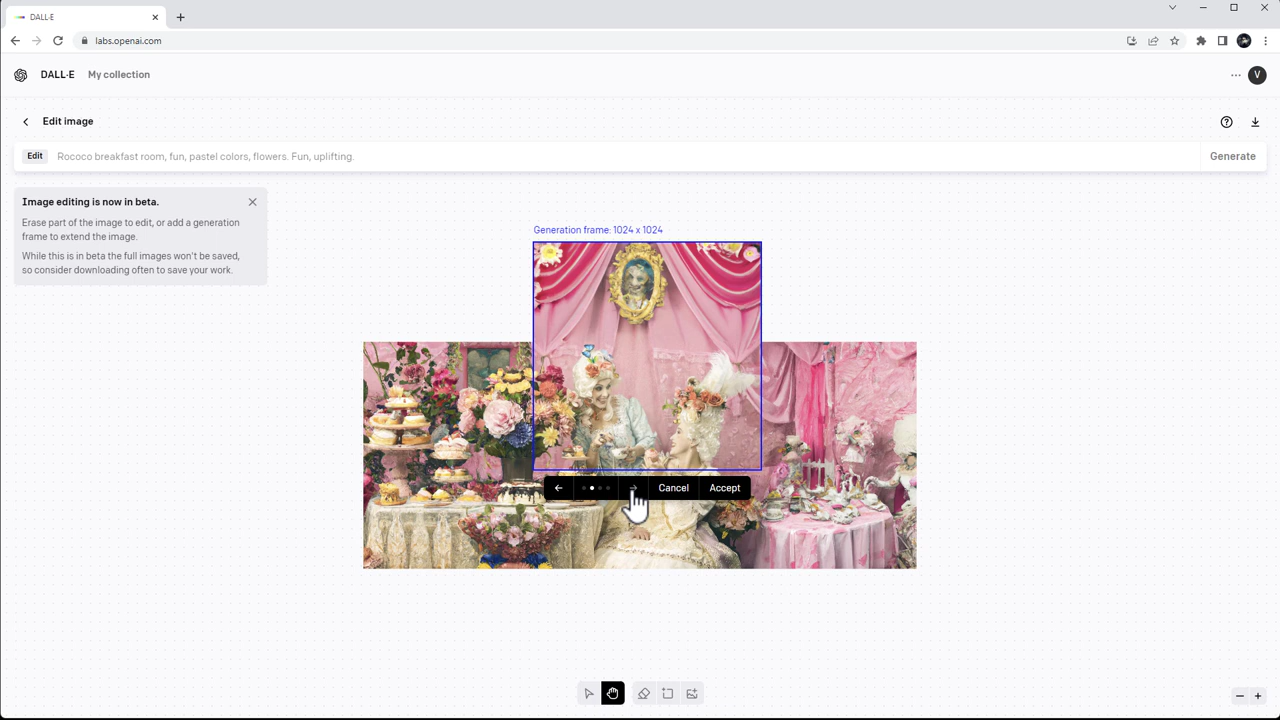 DALL·E
labs.openai.com
DALL·E
My collection
V
Edit image
Edit
Rococo breakfast room, fun, pastel colors, flowers. Fun, uplifting.
Generate
Image editing is now in beta.
Erase part of the image to edit, or add a generation
frame to extend the image.
While this is in beta the full images won't be saved,
so consider downloading often to save your work.
Generation frame: 1024 x 1024
Cancel
Accept